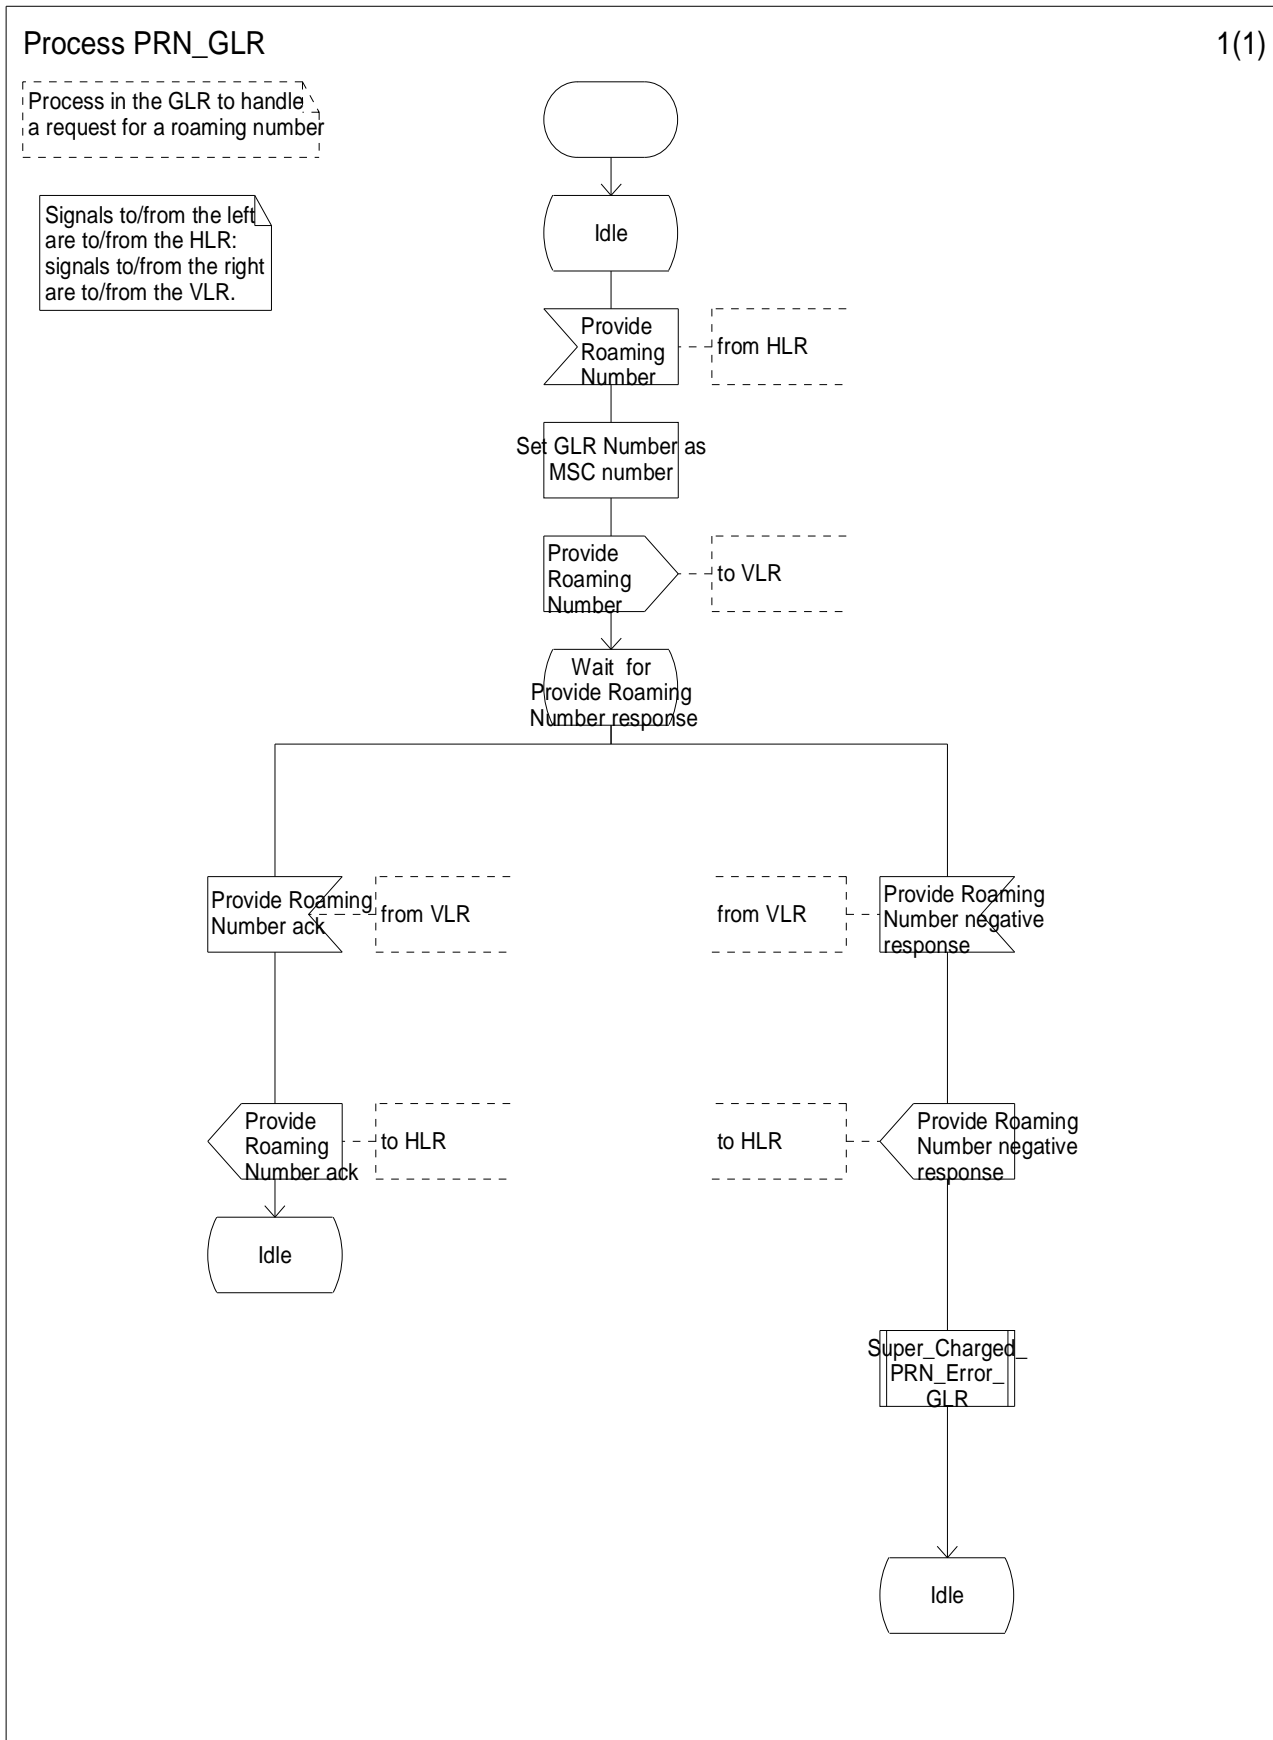 Process PRN_GLR
1(1)
Process in the GLR to handle
a request for a roaming number
Signals to/from the left
are to/from the HLR:
signals to/from the right
are to/from the VLR.
Idle
Provide
Roaming
Number
from HLR
Set GLR Number as
MSC number
Provide
Roaming
Number
to VLR
Wait for
Provide Roaming
Number response
Provide Roaming
Number ack
from VLR
from VLR
Provide Roaming
Number negative
response
Provide
Roaming
Number ack
to HLR
to HLR
Provide Roaming
Number negative
response
Idle
Super_Charged_
PRN_Error_
GLR
Idle